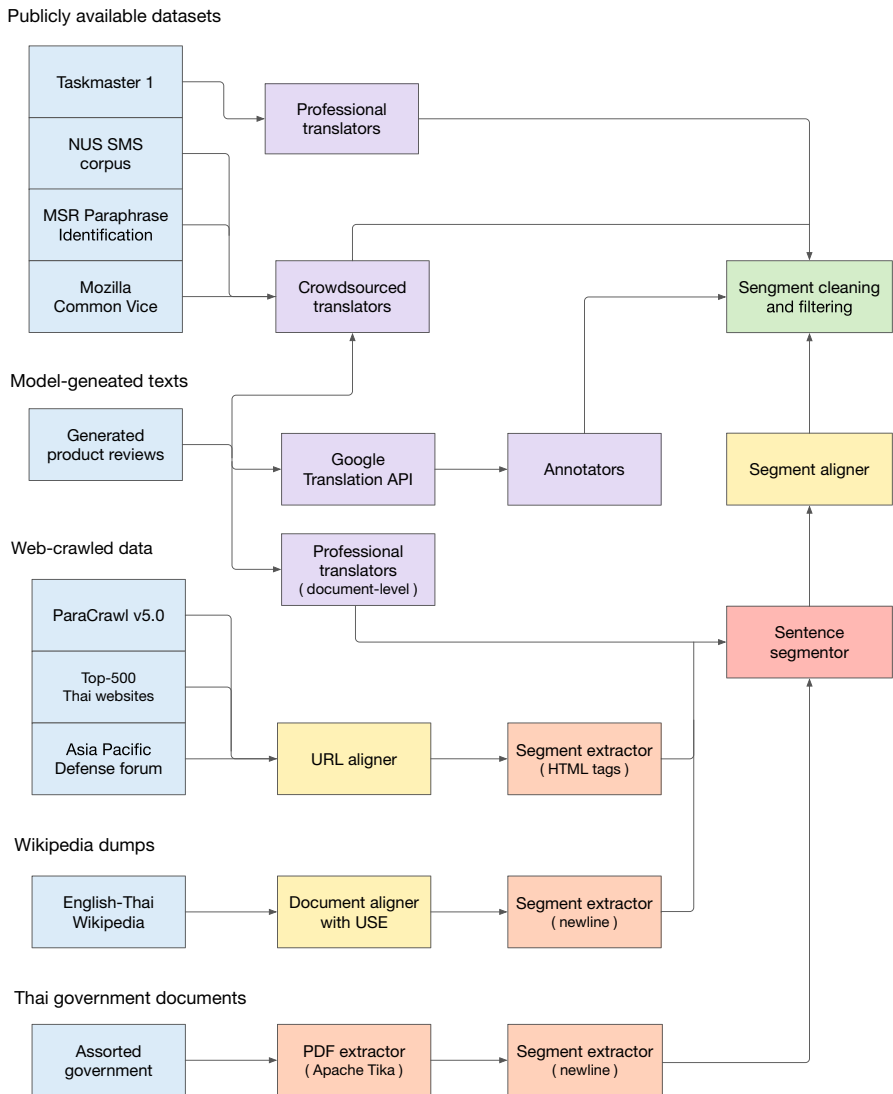 Publicly available datasets
Taskmaster 1
Professional
translators
NUS SMS
corpus
MSR Paraphrase
Identification
Mozilla
Common Vice
Crowdsourced
translators
Sengment cleaning
and filtering
Model-geneated texts
Generated
product reviews
Google
Translation API
Annotators
Segment aligner
Web-crawled data
Professional
translators
( document-level )
ParaCrawl v5.0
Sentence
segmentor
Top-500
Thai websites
Asia Pacific
Defense forum
URL aligner
Segment extractor
( HTML tags )
Wikipedia dumps
English-Thai
Wikipedia
Document aligner
with USE
Segment extractor
( newline )
Thai government documents
Assorted
government
PDF extractor
( Apache Tika )
Segment extractor
( newline )